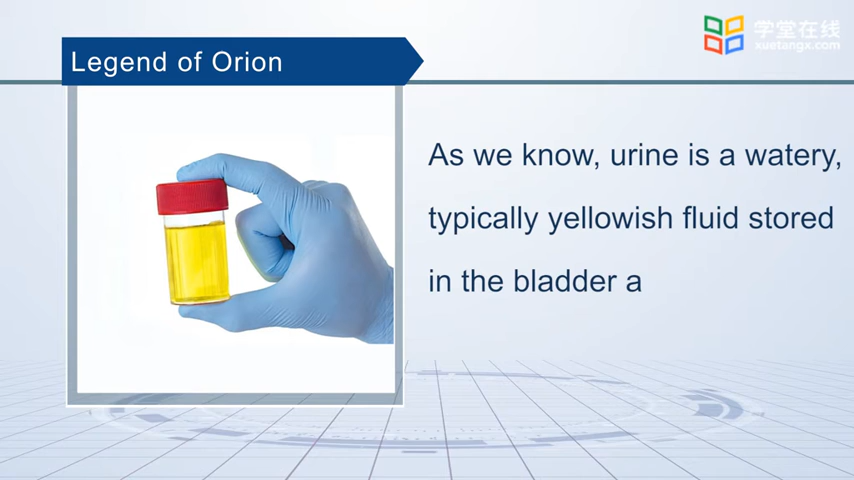 学堂在线
xuetangx.com
Legend of Orion
As we know, urine is a watery,
typically yellowish fluid stored
in the bladder a